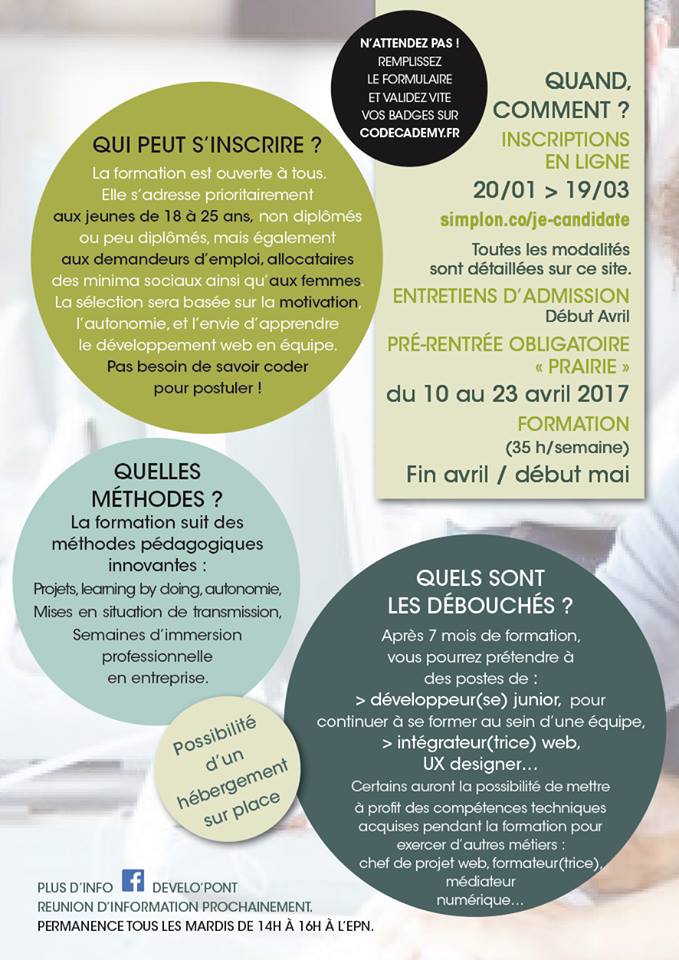 N'ATTENDEZ PAS !
REMPLISSEZ
LE FORMULAIRE
ET VALIDEZ VITE
VOS BADGES SUR
CODECADEMY.FR
QUI PEUT S'INSCRIRE ?
La formation est ouverte à tous.
Elle s'adresse prioritairement
aux jeunes de 18 à 25 ans, non diplômés
ou peu diplômés, mais également
aux demandeurs d'emploi, allocataires
des minima sociaux ainsi qu'aux femmes.
La sélection sera basée sur la motivation,
l'autonomie, et l'envie d'apprendre
le développement web en équipe.
Pas besoin de savoir coder
pour postuler !
QUAND,
COMMENT ?
INSCRIPTIONS
EN LIGNE
20/01 > 19/03
simplon.co/je-candidate
Toutes les modalités
sont détaillées sur ce site.
ENTRETIENS D'ADMISSION
Début Avril
PRÉ-RENTRÉE OBLIGATOIRE
« PRAIRIE »
du 10 au 23 avril 2017
FORMATION
(35 h/semaine)
Fin avril / début mai
QUELLES
MÉTHODES ?
La formation suit des
méthodes pédagogiques
innovantes :
Projets, learning by doing, autonomie,
Mises en situation de transmission,
Semaines d'immersion
professionnelle
en entreprise.
QUELS SONT
LES DÉBOUCHÉS ?
Après 7 mois de formation,
vous pourrez prétendre à
des postes de :
> développeur(se) junior, pour
continuer à se former au sein d'une équipe,
> intégrateur(trice) web,
UX designer...
Certains auront la possibilité de mettre
à profit des compétences techniques
acquises pendant la formation pour
exercer d'autres métiers :
chef de projet web, formateur(trice),
médiateur
numérique...
Possibilité
d'un
hébergement
sur place
PLUS D'INFO f DEVELO'PONT
REUNION D'INFORMATION PROCHAINEMENT.
PERMANENCE TOUS LES MARDIS DE 14H À 16H À L'EPN.